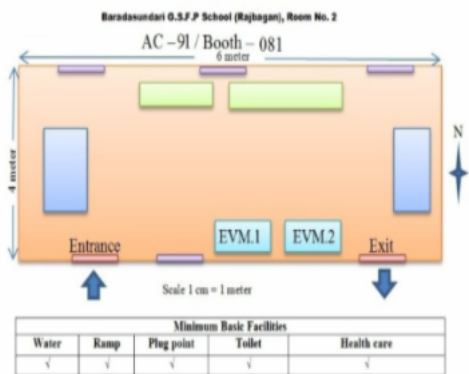 Baradasundari G.S.F.P School (Rajbagan), Room No. 2
AC -91 / Booth - 081
6 meter
4 meter
N
EVM.1 EVM.2
Entrance Exit
Scale 1 cm = 1 meter
Minimum Basic Facilities
Water Ramp Plug point Toilet Health care
√ √ √ √ √